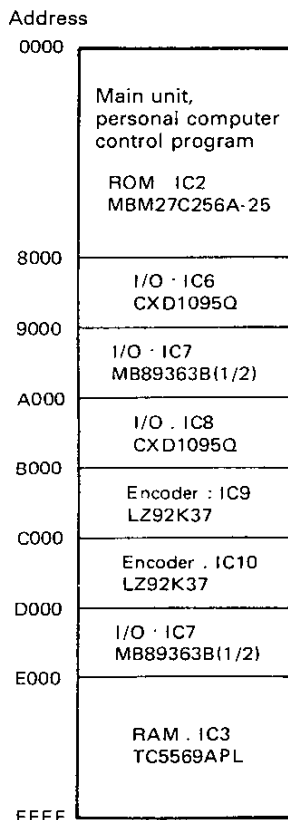 Address
0000
Main unit,
personal computer
control program
ROM IC2
MBM27C256A-25
8000
I/O · IC6
CXD1095Q
9000
I/O · IC7
MB89363B(1/2)
A000
I/O . IC8
CXD1095Q
B000
Encoder : IC9
LZ92K37
C000
Encoder . IC10
LZ92K37
D000
I/O · IC7
MB89363B(1/2)
E000
RAM . IC3
TC5569APL
FFFF